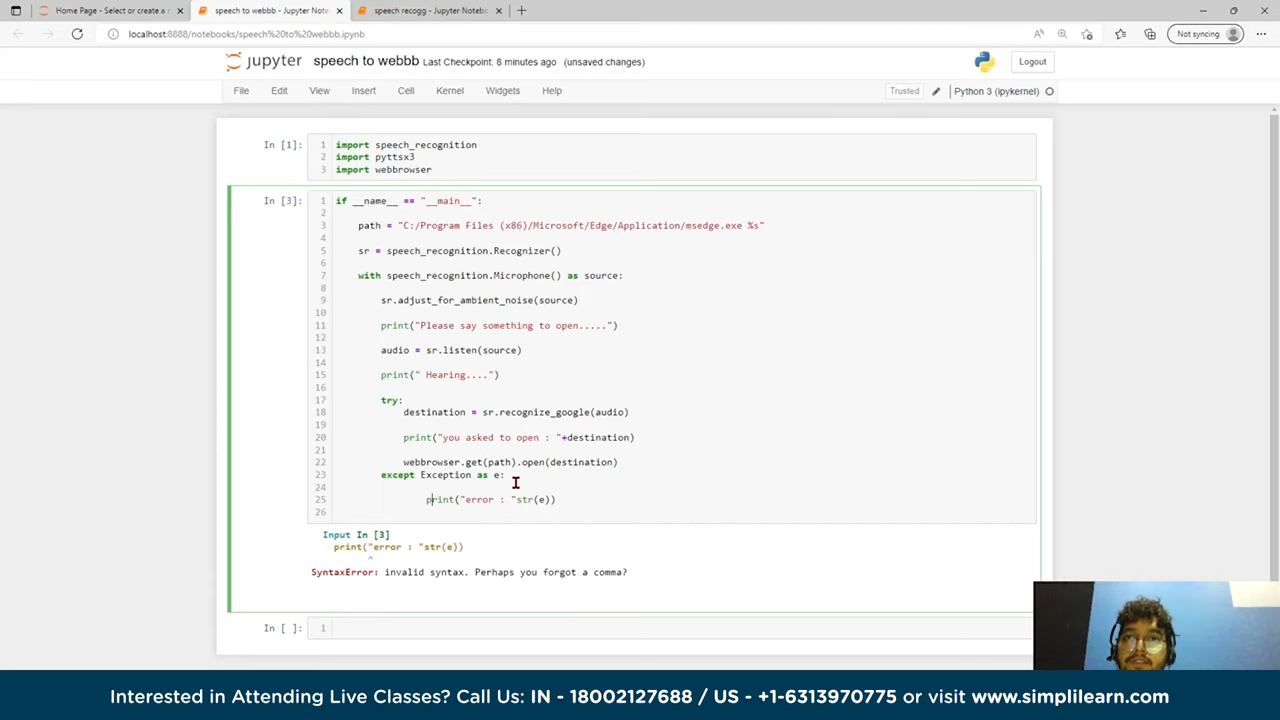 Home Page - Select or create a n
speech to webbb - Jupyter Note
speech recogg - Jupyter Notebo
localhost:8888/notebooks/speech%20to%20webbb.ipynb
Not syncing
jupyter speech to webbb Last Checkpoint: 8 minutes ago (unsaved changes)
Logout
File Edit View Insert Cell Kernel Widgets Help
Trusted
Python 3 (ipykernel)
In [1]:
1 import speech_recognition
2 import pyttsx3
3 import webbrowser
In [3]:
1 if __name__ == "__main__":
2
3 path = "C:/Program Files (x86)/Microsoft/Edge/Application/msedge.exe %s"
4
5 sr = speech_recognition.Recognizer()
6
7 with speech_recognition.Microphone() as source:
8
9 sr.adjust_for_ambient_noise(source)
10
11 print("Please say something to open.....")
12
13 audio = sr.listen(source)
14
15 print(" Hearing....")
16
17 try:
18 destination = sr.recognize_google(audio)
19
20 print("you asked to open : "+destination)
21
22 webbrowser.get(path).open(destination)
23 except Exception as e:
24
25 print("error : "str(e))
26
Input In [3]
print("error : "str(e))
^
SyntaxError: invalid syntax. Perhaps you forgot a comma?
In [ ]:
1
Interested in Attending Live Classes? Call Us: IN - 18002127688 / US - +1-6313970775 or visit www.simplilearn.com